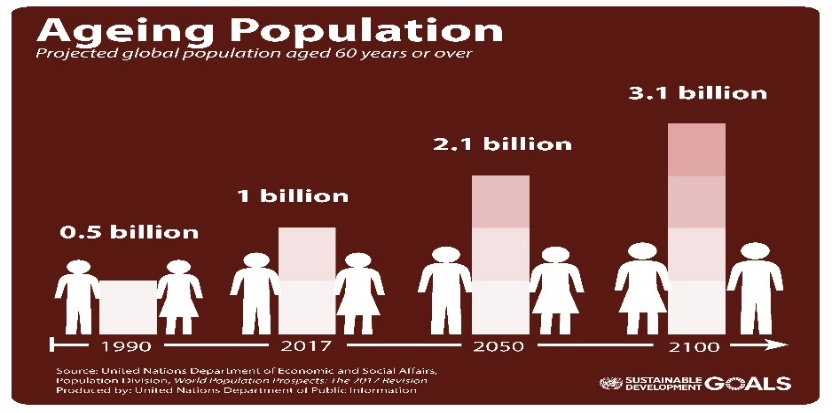 Ageing Population
Projected global population aged 60 years or over
3.1 billion
2.1 billion
1 billion
0.5 billion
1990
2017
2050
2100
Source: United Nations Department of Economic and Social Affairs,
Population Division, World Population Prospects: The 2017 Revision
Produced by: United Nations Department of Public Information
SUSTAINABLE
DEVELOPMENT
GOALS